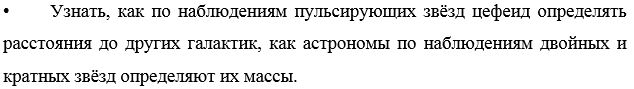 • Узнать, как по наблюдениям пульсирующих звёзд цефеид определять
расстояния до других галактик, как астрономы по наблюдениям двойных и
кратных звёзд определяют их массы.